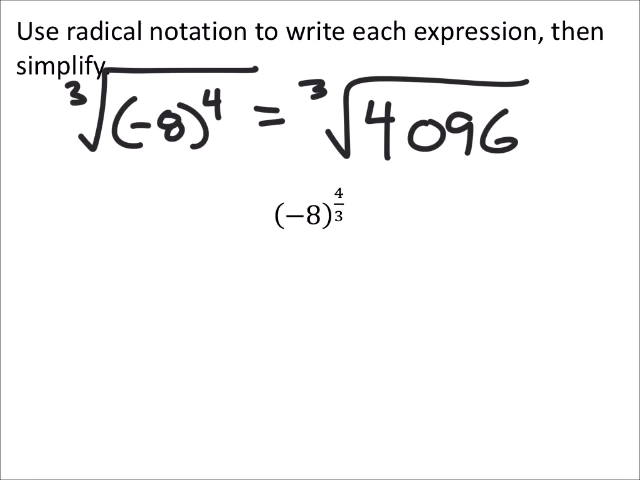 Use radical notation to write each expression, then
simplify.
∛(-8)⁴ = ∛4096
(−8)^(4/3)